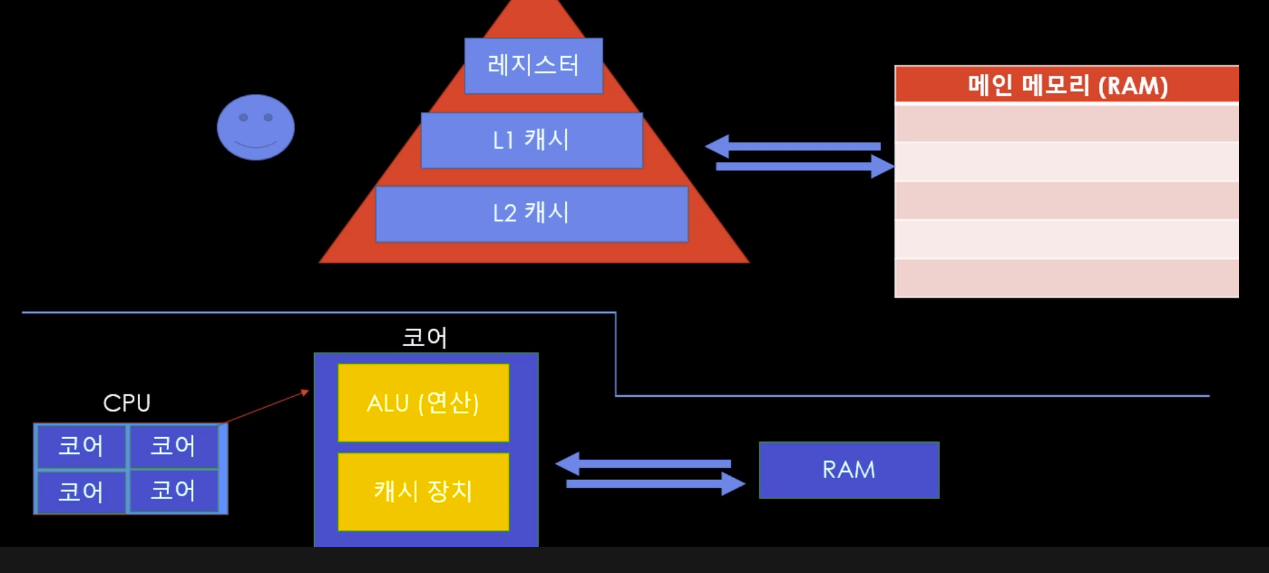 레지스터
L1 캐시
L2 캐시
메인 메모리 (RAM)
CPU
코어
코어
코어
코어
코어
ALU (연산)
캐시 장치
RAM